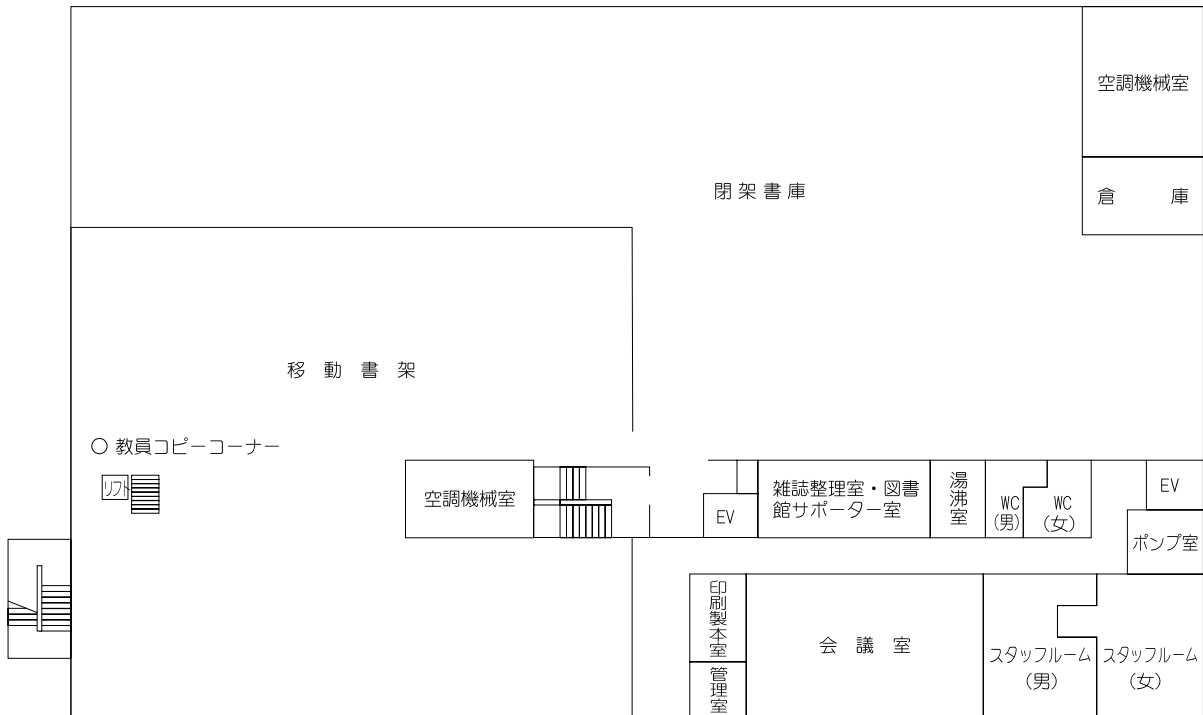 空調機械室
閉架書庫
倉 庫
移動書架
○ 教員コピーコーナー
リフト
空調機械室
EV
雑誌整理室・図書
館サポーター室
湯沸室
WC
(男)
WC
(女)
EV
ポンプ室
印刷製本室
管理室
会議室
スタッフルーム
(男)
スタッフルーム
(女)